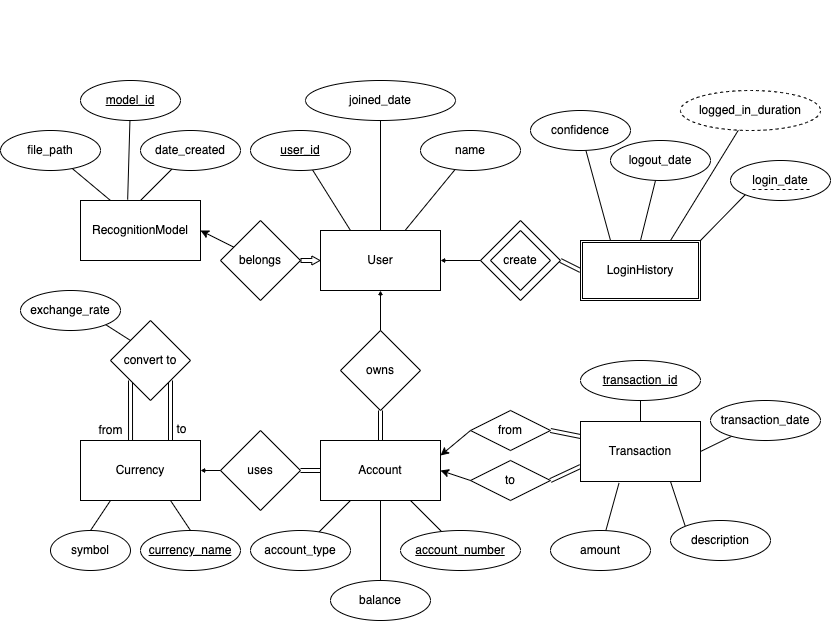 model_id
joined_date
logged_in_duration
confidence
file_path
date_created
user_id
name
logout_date
login_date
RecognitionModel
belongs
User
create
LoginHistory
exchange_rate
convert to
owns
transaction_id
from
to
from
transaction_date
Currency
uses
Account
to
Transaction
symbol
currency_name
account_type
account_number
amount
description
balance